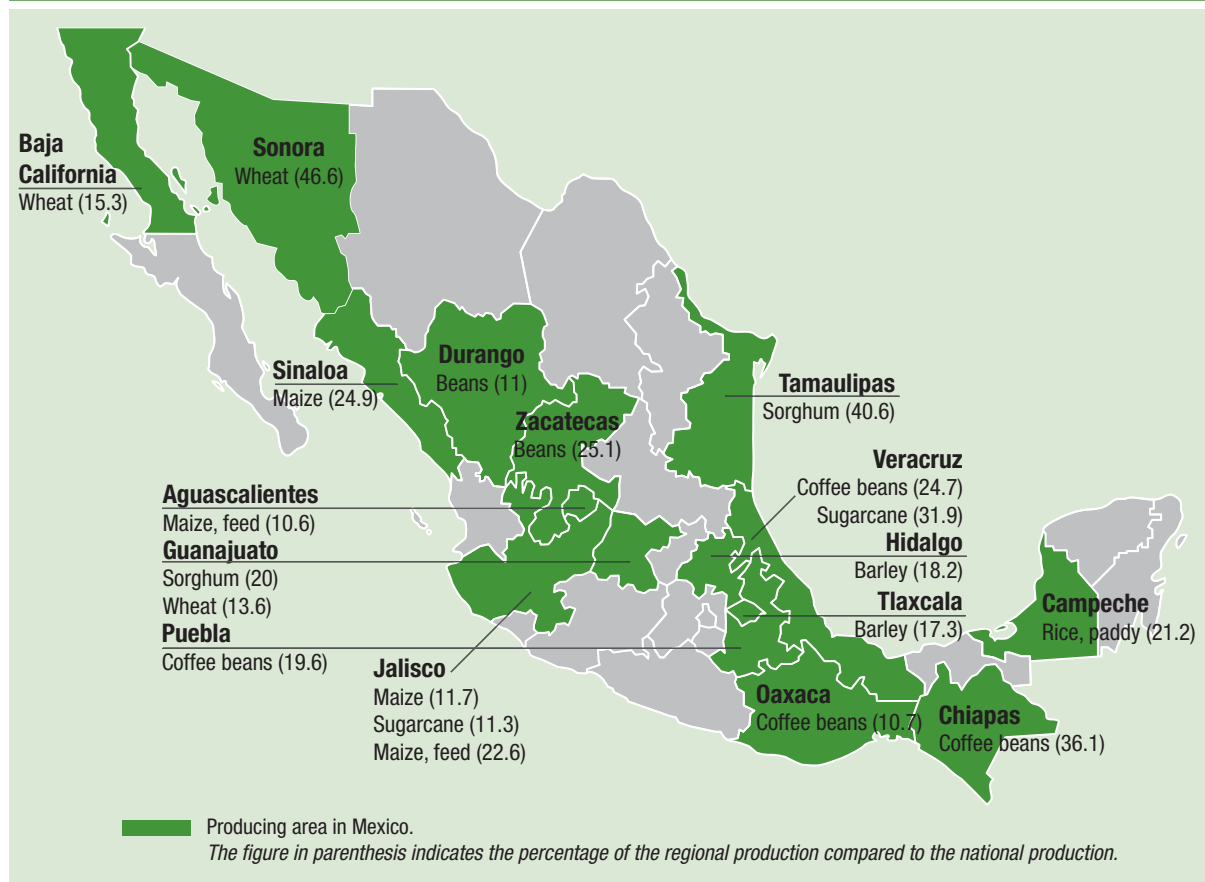 Baja
California
Wheat (15.3)
Sonora
Wheat (46.6)
Sinaloa
Maize (24.9)
Durango
Beans (11)
Zacatecas
Beans (25.1)
Tamaulipas
Sorghum (40.6)
Veracruz
Coffee beans (24.7)
Sugarcane (31.9)
Hidalgo
Barley (18.2)
Tlaxcala
Barley (17.3)
Aguascalientes
Maize, feed (10.6)
Guanajuato
Sorghum (20)
Wheat (13.6)
Puebla
Coffee beans (19.6)
Jalisco
Maize (11.7)
Sugarcane (11.3)
Maize, feed (22.6)
Oaxaca
Coffee beans (10.7)
Chiapas
Coffee beans (36.1)
Campeche
Rice, paddy (21.2)
Producing area in Mexico.
The figure in parenthesis indicates the percentage of the regional production compared to the national production.